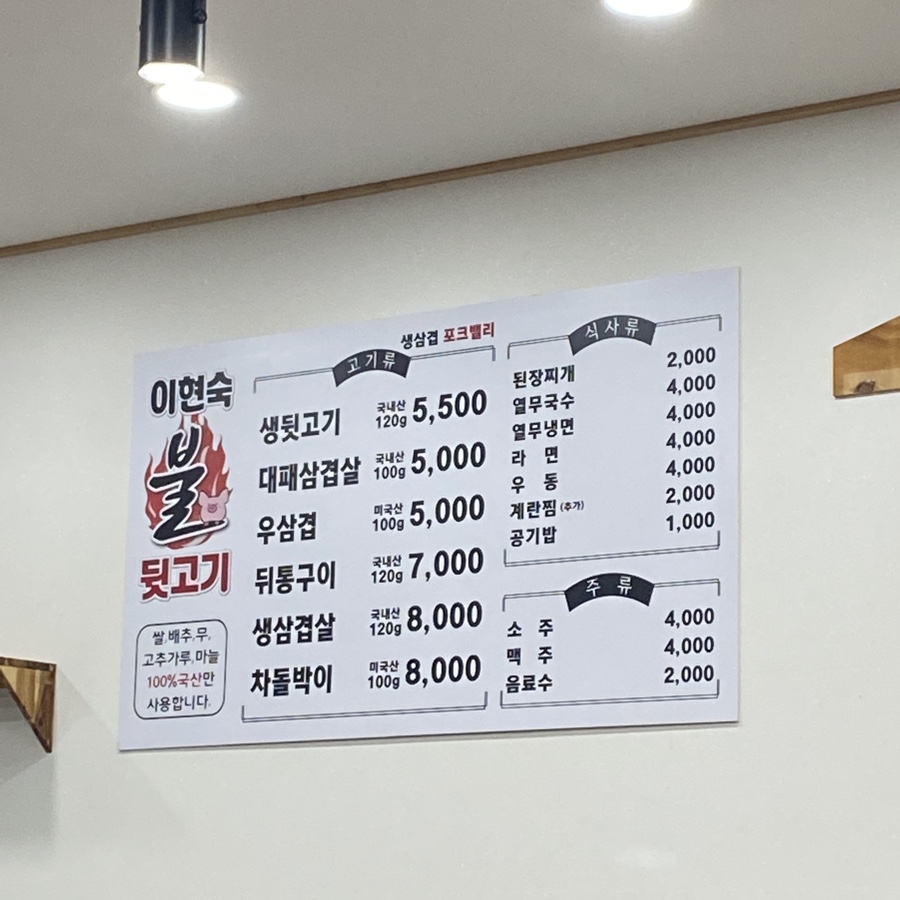 이현숙
불
뒷고기
쌀,배추,무,
고추가루,마늘
100%국산만
사용합니다.
생삼겹 포크밸리
고기류
생뒷고기 국내산 120g 5,500
대패삼겹살 국내산 100g 5,000
우삼겹 미국산 100g 5,000
뒤통구이 국내산 120g 7,000
생삼겹살 국내산 120g 8,000
차돌박이 미국산 100g 8,000
식사류
된장찌개 2,000
열무국수 4,000
열무냉면 4,000
라 면 4,000
우 동 4,000
계란찜 (추가) 2,000
공기밥 1,000
주 류
소 주 4,000
맥 주 4,000
음료수 2,000